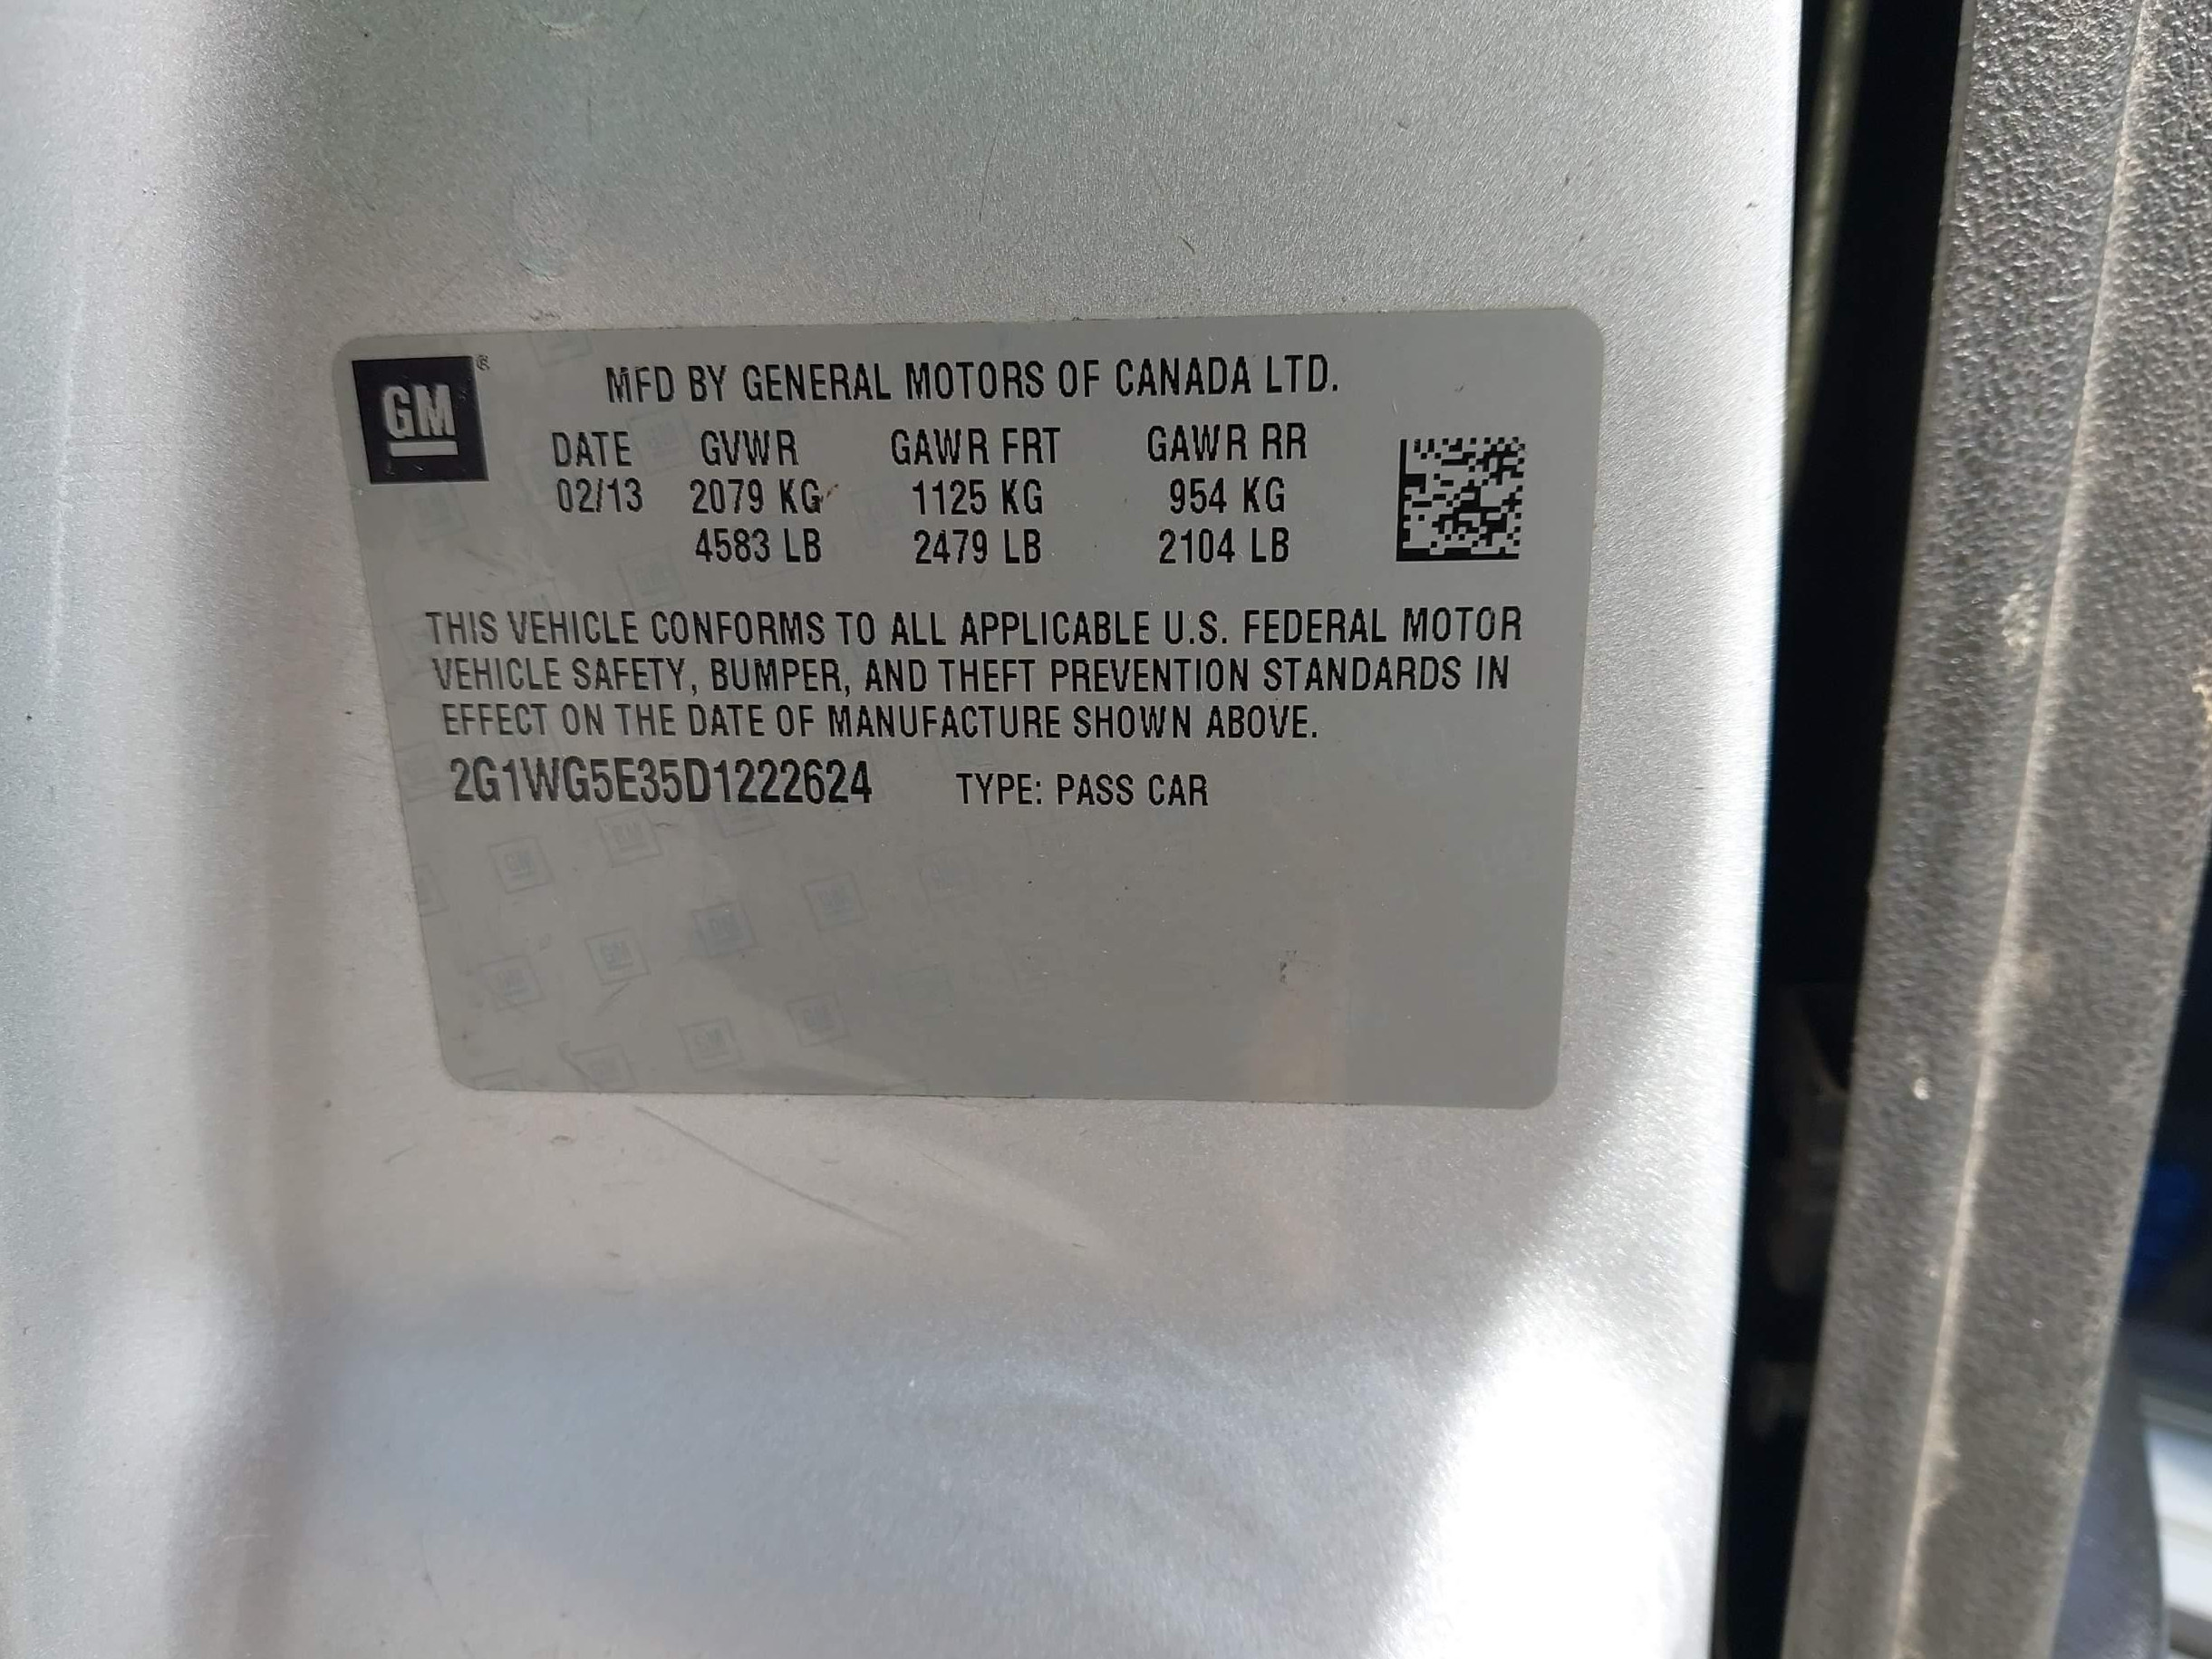 GM®
MFD BY GENERAL MOTORS OF CANADA LTD.
DATE GVWR GAWR FRT GAWR RR
02/13 2079 KG 1125 KG 954 KG
4583 LB 2479 LB 2104 LB
THIS VEHICLE CONFORMS TO ALL APPLICABLE U.S. FEDERAL MOTOR
VEHICLE SAFETY, BUMPER, AND THEFT PREVENTION STANDARDS IN
EFFECT ON THE DATE OF MANUFACTURE SHOWN ABOVE.
2G1WG5E35D1222624 TYPE: PASS CAR